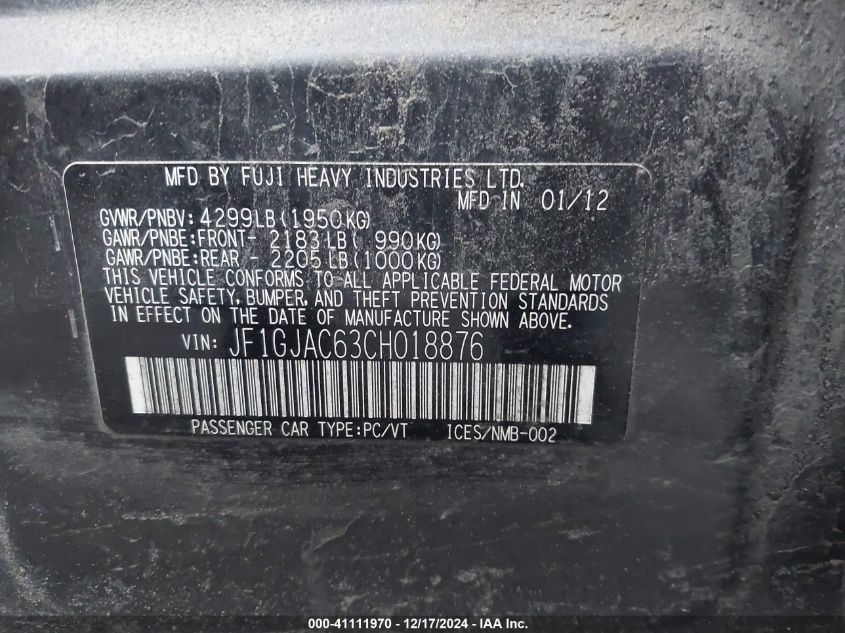 MFD BY FUJI HEAVY INDUSTRIES LTD.
MFD IN 01/12
GVWR/PNBV: 4299LB(1950KG)
GAWR/PNBE:FRONT- 2183LB( 990KG)
GAWR/PNBE:REAR - 2205LB(1000KG)
THIS VEHICLE CONFORMS TO ALL APPLICABLE FEDERAL MOTOR
VEHICLE SAFETY, BUMPER, AND THEFT PREVENTION STANDARDS
IN EFFECT ON THE DATE OF MANUFACTURE SHOWN ABOVE.
VIN: JF1GJAC63CH018876
PASSENGER CAR TYPE:PC/VT ICES/NMB-002
000-41111970 - 12/17/2024 - IAA Inc.